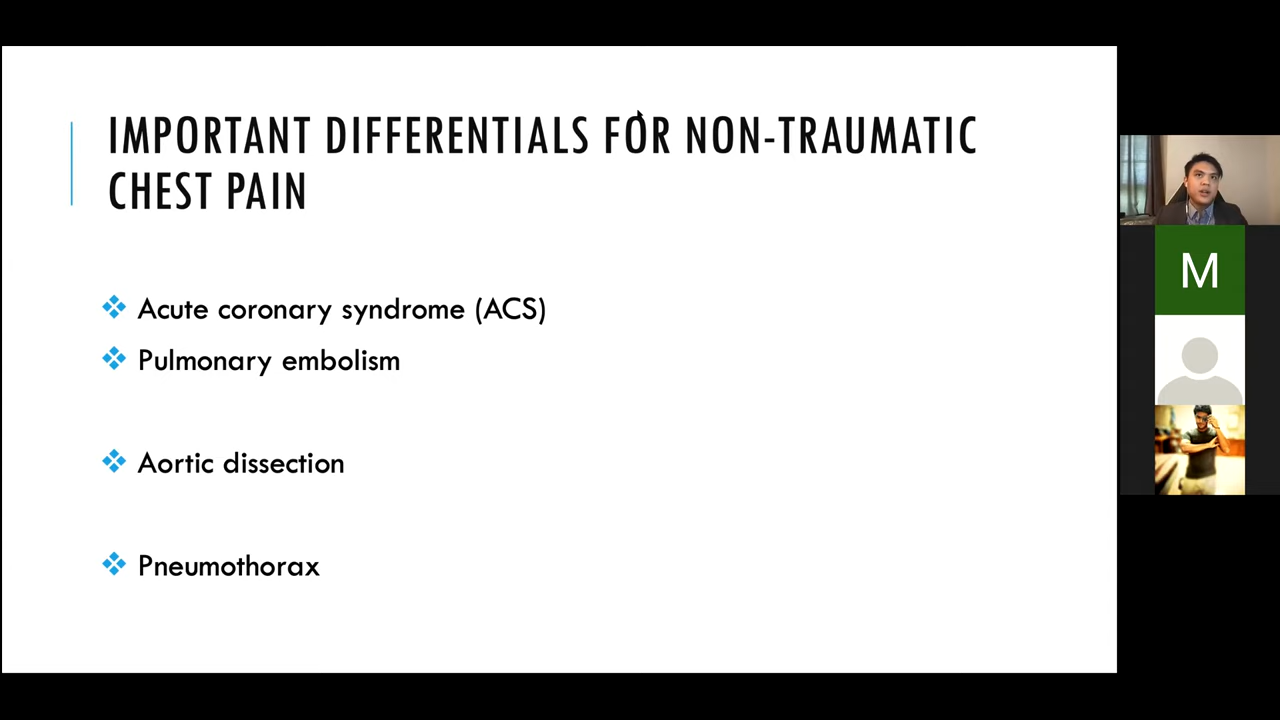 IMPORTANT DIFFERENTIALS FOR NON-TRAUMATIC
CHEST PAIN
Acute coronary syndrome (ACS)
Pulmonary embolism
Aortic dissection
Pneumothorax
M